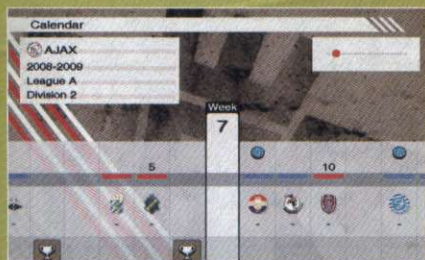 Calendar
AJAX
2008-2009
League A
Division 2
Week
7
5
10